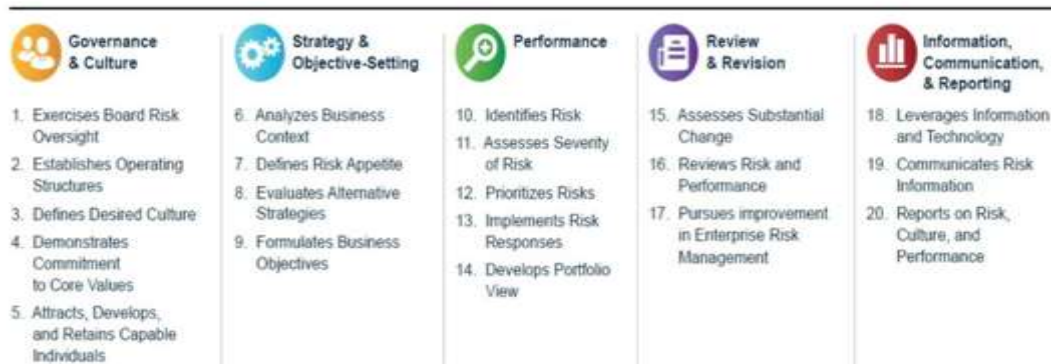 Governance
& Culture
1. Exercises Board Risk
Oversight
2. Establishes Operating
Structures
3. Defines Desired Culture
4. Demonstrates
Commitment
to Core Values
5. Attracts, Develops,
and Retains Capable
Individuals
Strategy &
Objective-Setting
6. Analyzes Business
Context
7. Defines Risk Appetite
8. Evaluates Alternative
Strategies
9. Formulates Business
Objectives
Performance
10. Identifies Risk
11. Assesses Severity
of Risk
12. Prioritizes Risks
13. Implements Risk
Responses
14. Develops Portfolio
View
Review
& Revision
15. Assesses Substantial
Change
16. Reviews Risk and
Performance
17. Pursues improvement
in Enterprise Risk
Management
Information,
Communication,
& Reporting
18. Leverages Information
and Technology
19. Communicates Risk
Information
20. Reports on Risk,
Culture, and
Performance